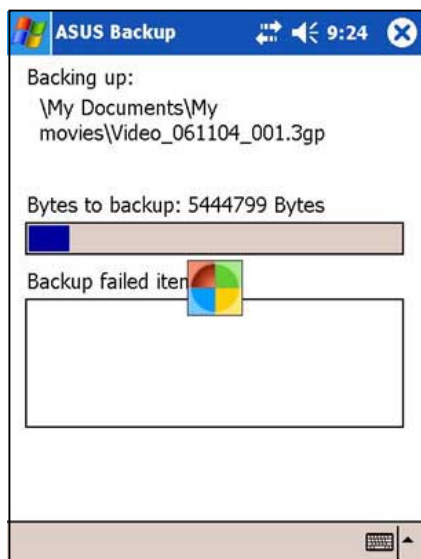 ASUS Backup 9:24
Backing up:
\My Documents\My
movies\Video_061104_001.3gp
Bytes to backup: 5444799 Bytes
Backup failed